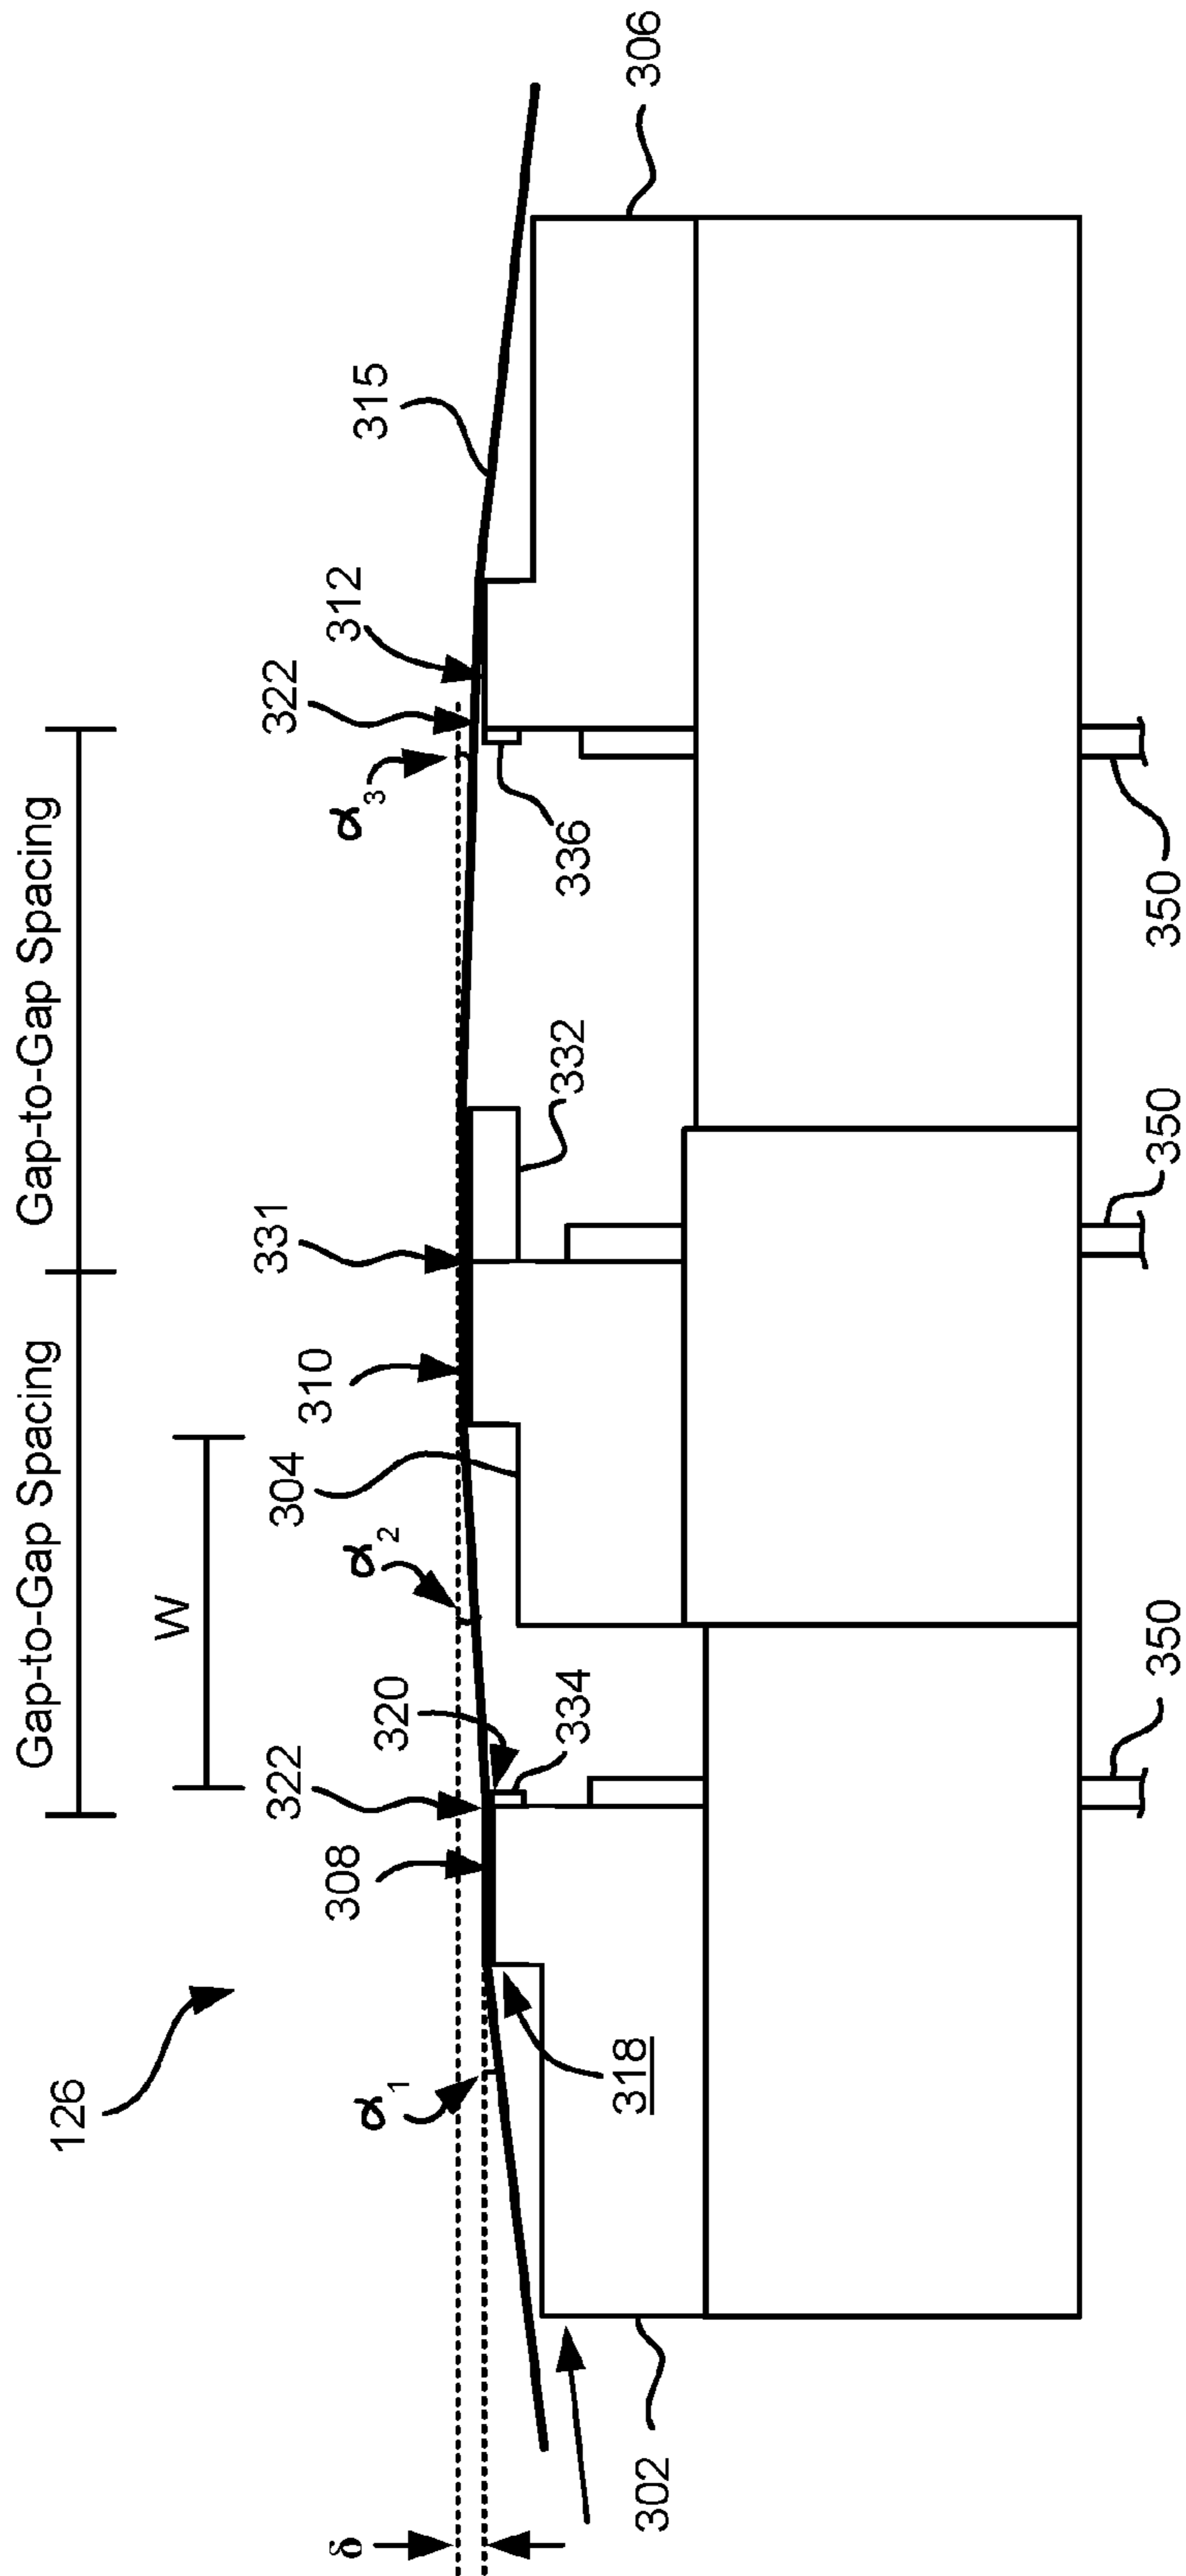 Gap-to-Gap Spacing
Gap-to-Gap Spacing
W
126
δ
α1
308
322
320
334
α2
304
310
331
332
α3
322
312
336
315
306
318
302
350
350
350